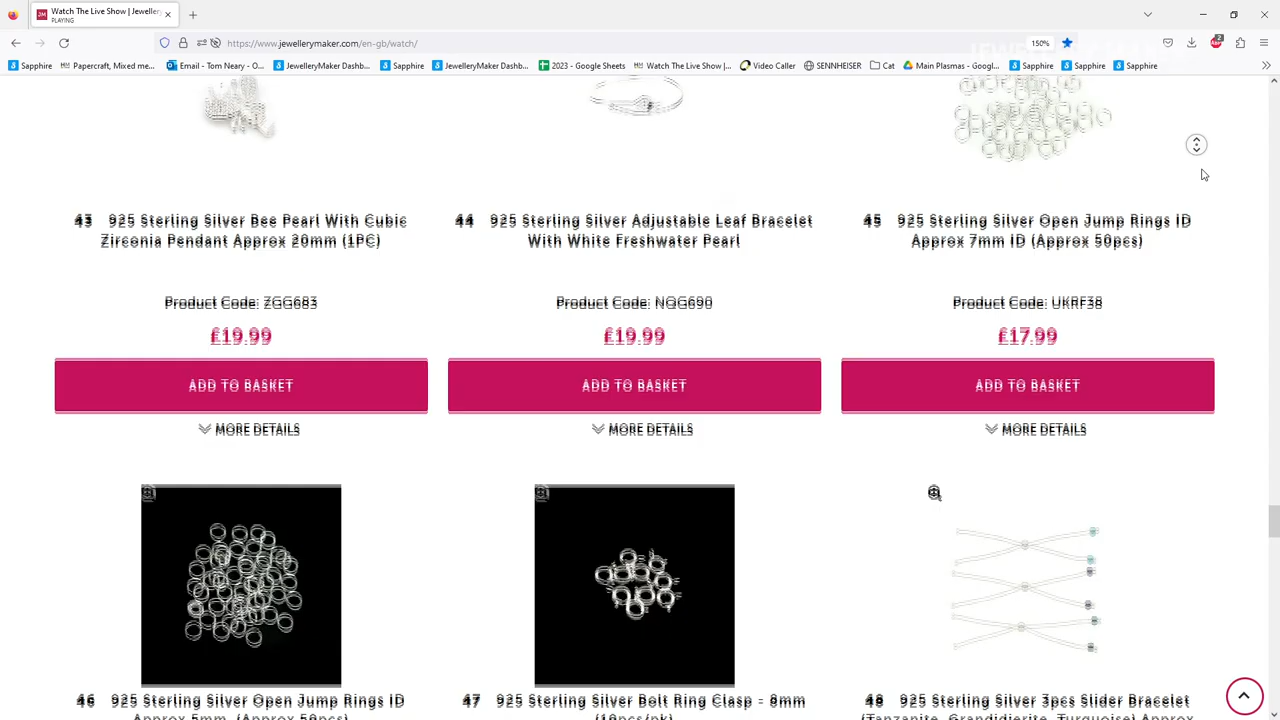 Watch The Live Show | Jeweller
PLAYING
https://www.jewellerymaker.com/en-gb/watch/
150%
2
Sapphire
Papercraft, Mixed me...
Email - Tom Neary - O...
JewelleryMaker Dashb...
Sapphire
JewelleryMaker Dashb...
2023 - Google Sheets
Watch The Live Show |...
Video Caller
SENNHEISER
Cat
Main Plasmas - Googl...
Sapphire
Sapphire
Sapphire
43 925 Sterling Silver Bee Pearl With Cubic
Zirconia Pendant Approx 20mm (1PC)
Product Code: ZGG683
£19.99
ADD TO BASKET
MORE DETAILS
44 925 Sterling Silver Adjustable Leaf Bracelet
With White Freshwater Pearl
Product Code: NQG690
£19.99
ADD TO BASKET
MORE DETAILS
45 925 Sterling Silver Open Jump Rings ID
Approx 7mm ID (Approx 50pcs)
Product Code: UKRF38
£17.99
ADD TO BASKET
MORE DETAILS
46 925 Sterling Silver Open Jump Rings ID
Approx 5mm (Approx 50pcs)
47 925 Sterling Silver Bolt Ring Clasp - 8mm
(10pcs/pk)
48 925 Sterling Silver 3pcs Slider Bracelet
(Tanzanite, Grandidierite, Turquoise) Approx